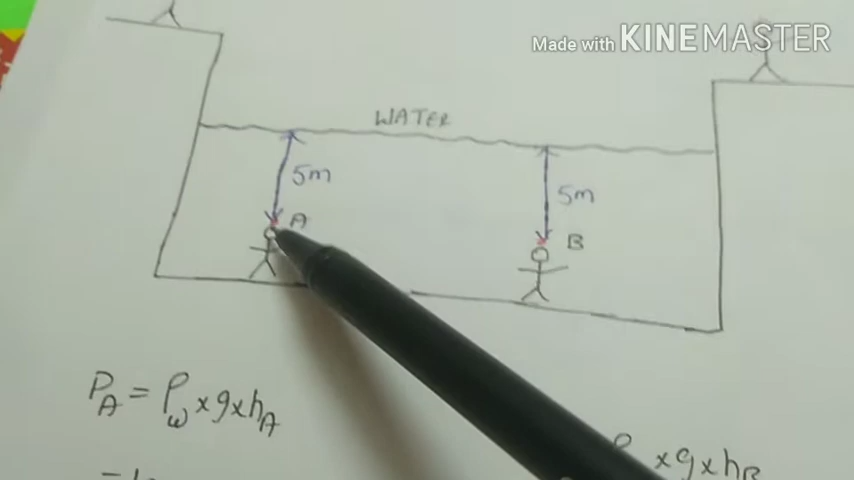 Made with KINEMASTER
WATER
5m
5m
A
B
P_A = ρ_w × g × h_A
× g × h_B